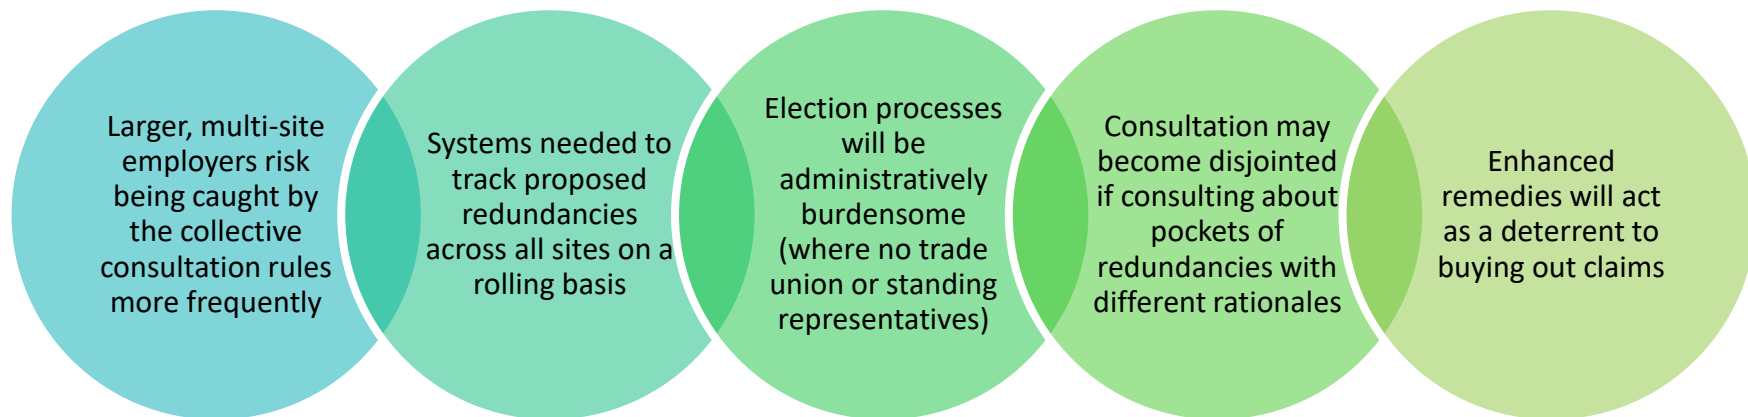 Larger, multi-site
employers risk
being caught by
the collective
consultation rules
more frequently
Systems needed to
track proposed
redundancies
across all sites on a
rolling basis
Election processes
will be
administratively
burdensome
(where no trade
union or standing
representatives)
Consultation may
become disjointed
if consulting about
pockets of
redundancies with
different rationales
Enhanced
remedies will act
as a deterrent to
buying out claims